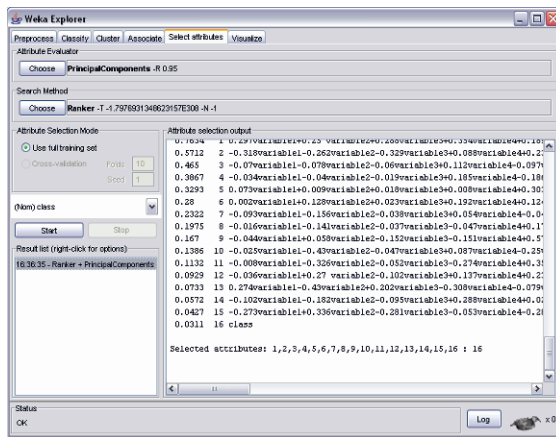 Weka Explorer
Preprocess Classify Cluster Associate Select attributes Visualize
Attribute Evaluator
Choose PrincipalComponents -R 0.95
Search Method
Choose Ranker -T -1.7976931348623157E308 -N -1
Attribute Selection Mode
Use full training set
Cross-validation Folds 10
Seed 1
(Nom) class
Start Stop
Result list (right-click for options)
16:36:35 - Ranker + PrincipalComponents
Attribute selection output
0.5712 2 -0.318variable1-0.262variable2-0.329variable3+0.088variable4+0.2
0.465 3 -0.07variable1-0.078variable2-0.06variable3+0.112variable4-0.097
0.3867 4 -0.034variable1-0.04variable2-0.019variable3+0.185variable4-0.18
0.3293 5 0.073variable1+0.009variable2+0.018variable3+0.008variable4+0.
0.28 6 0.002variable1+0.128variable2+0.023variable3+0.192variable4+0.12
0.2322 7 -0.093variable1-0.156variable2-0.038variable3+0.054variable4-0.0
0.1975 8 -0.016variable1-0.141variable2-0.037variable3-0.047variable4+0.1
0.167 9 -0.044variable1+0.058variable2-0.152variable3-0.151variable4+0.5
0.1386 10 -0.025variable1-0.43variable2-0.047variable3+0.087variable4-0.25
0.1132 11 -0.008variable1-0.326variable2-0.052variable3-0.274variable4+0.3
0.0929 12 -0.036variable1+0.27 variable2-0.102variable3+0.137variable4+0.2
0.0733 13 0.274variable1-0.43variable2+0.202variable3-0.308variable4-0.079
0.0572 14 -0.102variable1-0.182variable2-0.095variable3+0.288variable4+0.0
0.0427 15 -0.273variable1+0.336variable2-0.281variable3-0.053variable4-0.2
0.0311 16 class
Selected attributes: 1,2,3,4,5,6,7,8,9,10,11,12,13,14,15,16 : 16
Status
OK
Log
x 0